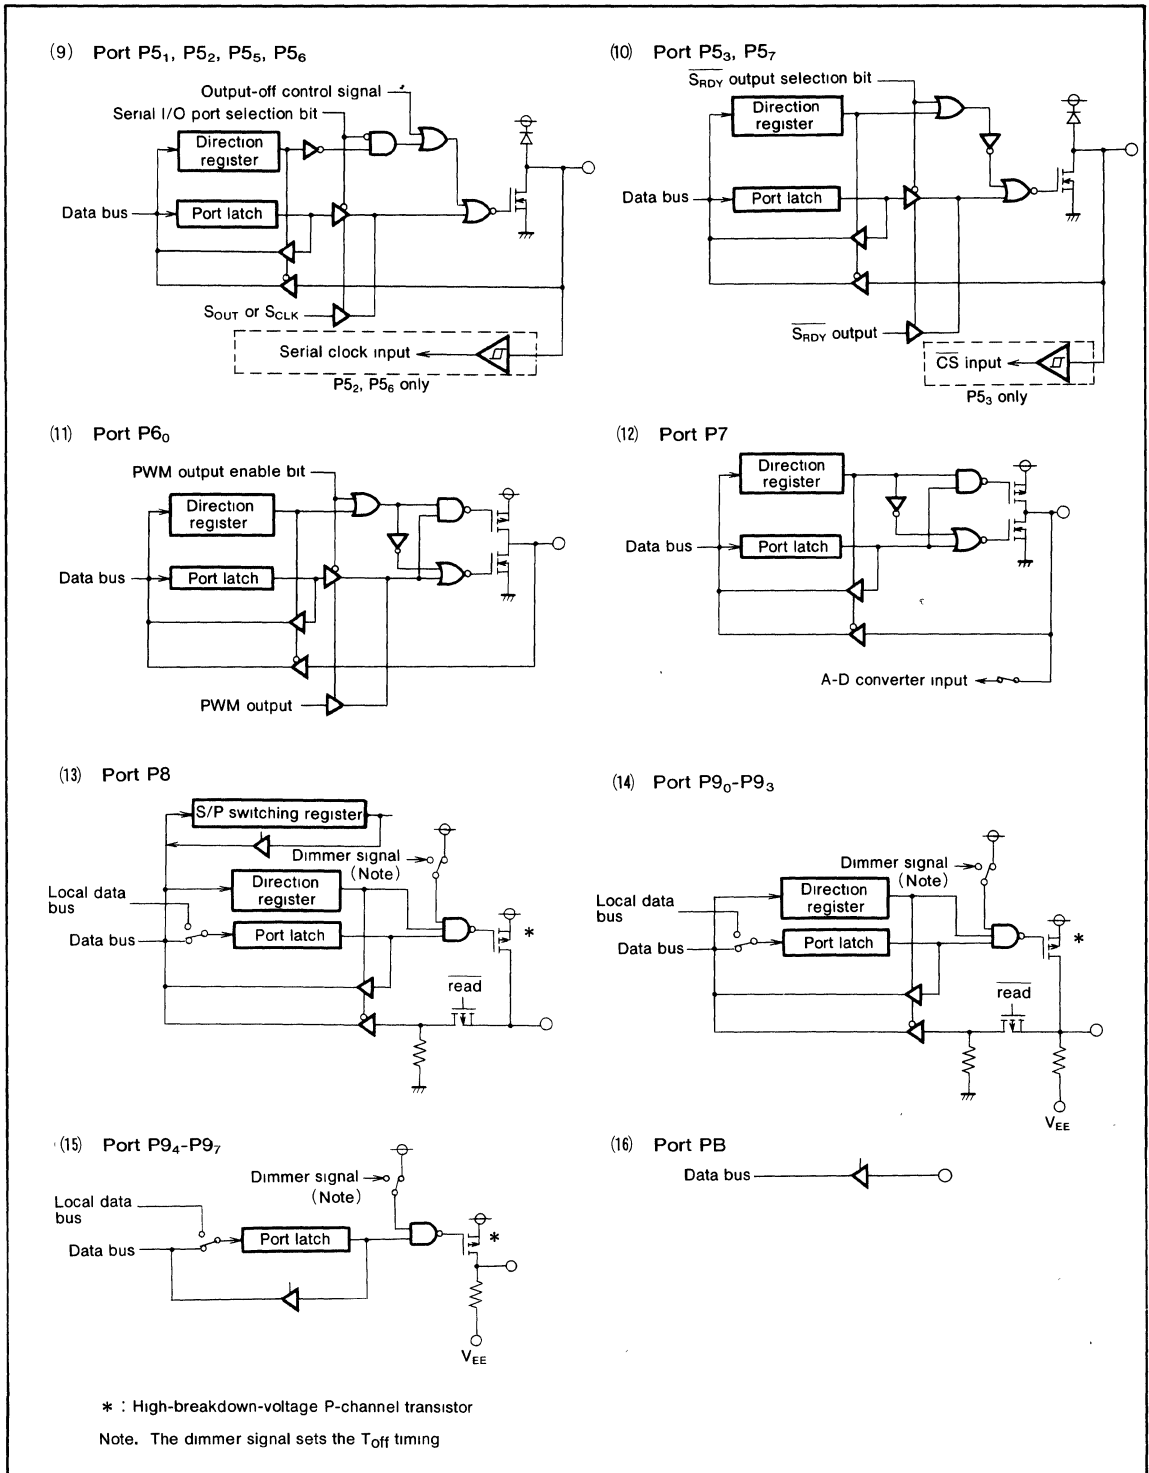 (9) Port P5₁, P5₂, P5₅, P5₆
Output-off control signal
Serial I/O port selection bit
Direction
register
Data bus
Port latch
S_OUT or S_CLK
Serial clock input
P5₂, P5₆ only
(10) Port P5₃, P5₇
S̅_R̅D̅Y̅ output selection bit
Direction
register
Data bus
Port latch
S̅_R̅D̅Y̅ output
C̅S̅ input
P5₃ only
(11) Port P6₀
PWM output enable bit
Direction
register
Data bus
Port latch
PWM output
(12) Port P7
Direction
register
Data bus
Port latch
A-D converter input
(13) Port P8
S/P switching register
Dimmer signal
(Note)
Direction
register
Local data
bus
Data bus
Port latch
*
r̅e̅a̅d̅
(14) Port P9₀-P9₃
Dimmer signal
(Note)
Direction
register
Local data
bus
Data bus
Port latch
*
r̅e̅a̅d̅
V_EE
(15) Port P9₄-P9₇
Dimmer signal
(Note)
Local data
bus
Data bus
Port latch
*
V_EE
(16) Port PB
Data bus
* : High-breakdown-voltage P-channel transistor
Note. The dimmer signal sets the T_off timing